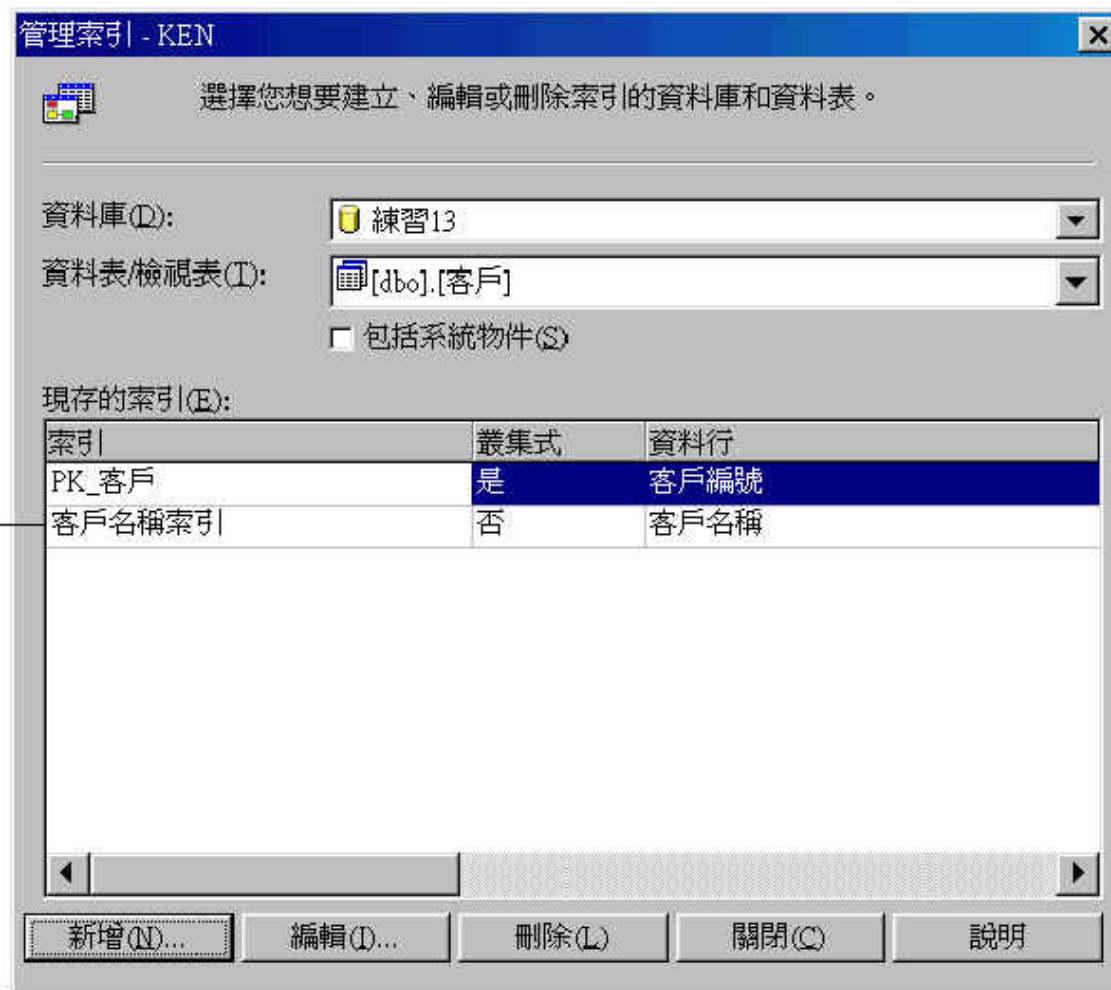 管理索引 - KEN
選擇您想要建立、編輯或刪除索引的資料庫和資料表。
資料庫(D):
練習13
資料表/檢視表(T):
[dbo].[客戶]
包括系統物件(S)
現存的索引(E):
索引 叢集式 資料行
PK_客戶 是 客戶編號
客戶名稱索引 否 客戶名稱
新增(N)... 編輯(I)... 刪除(L) 關閉(C) 說明